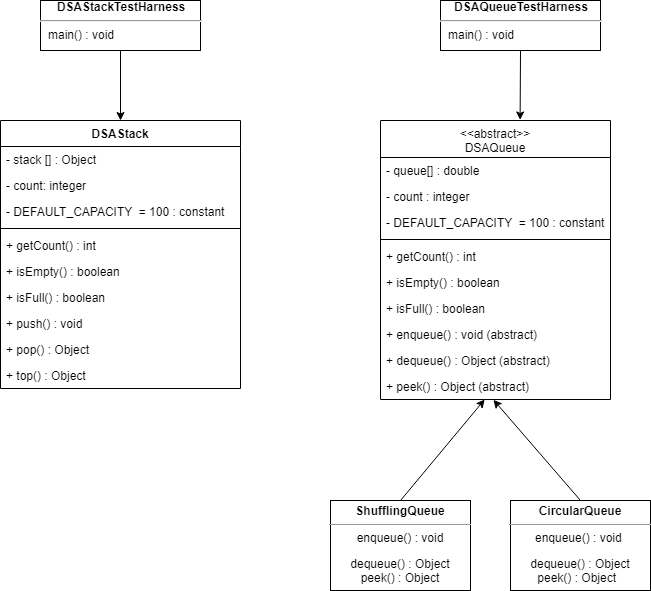 DSAStackTestHarness
main() : void
DSAQueueTestHarness
main() : void
DSAStack
- stack [] : Object
- count: integer
- DEFAULT_CAPACITY  = 100 : constant
+ getCount() : int
+ isEmpty() : boolean
+ isFull() : boolean
+ push() : void
+ pop() : Object
+ top() : Object
<<abstract>>
DSAQueue
- queue[] : double
- count : integer
- DEFAULT_CAPACITY  = 100 : constant
+ getCount() : int
+ isEmpty() : boolean
+ isFull() : boolean
+ enqueue() : void (abstract)
+ dequeue() : Object (abstract)
+ peek() : Object (abstract)
ShufflingQueue
enqueue() : void
dequeue() : Object
peek() : Object
CircularQueue
enqueue() : void
dequeue() : Object
peek() : Object